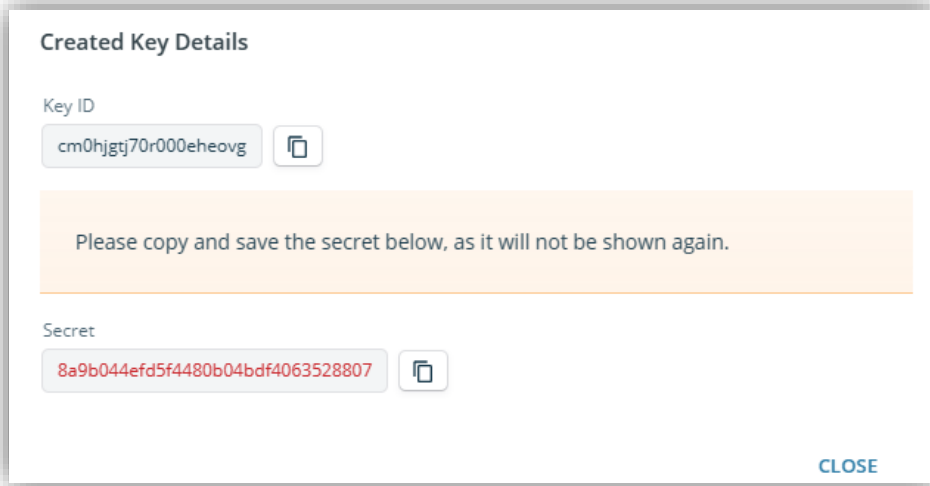 Created Key Details
Key ID
cm0hjgtj70r000eheovg
Please copy and save the secret below, as it will not be shown again.
Secret
8a9b044efd5f4480b04bdf4063528807
CLOSE